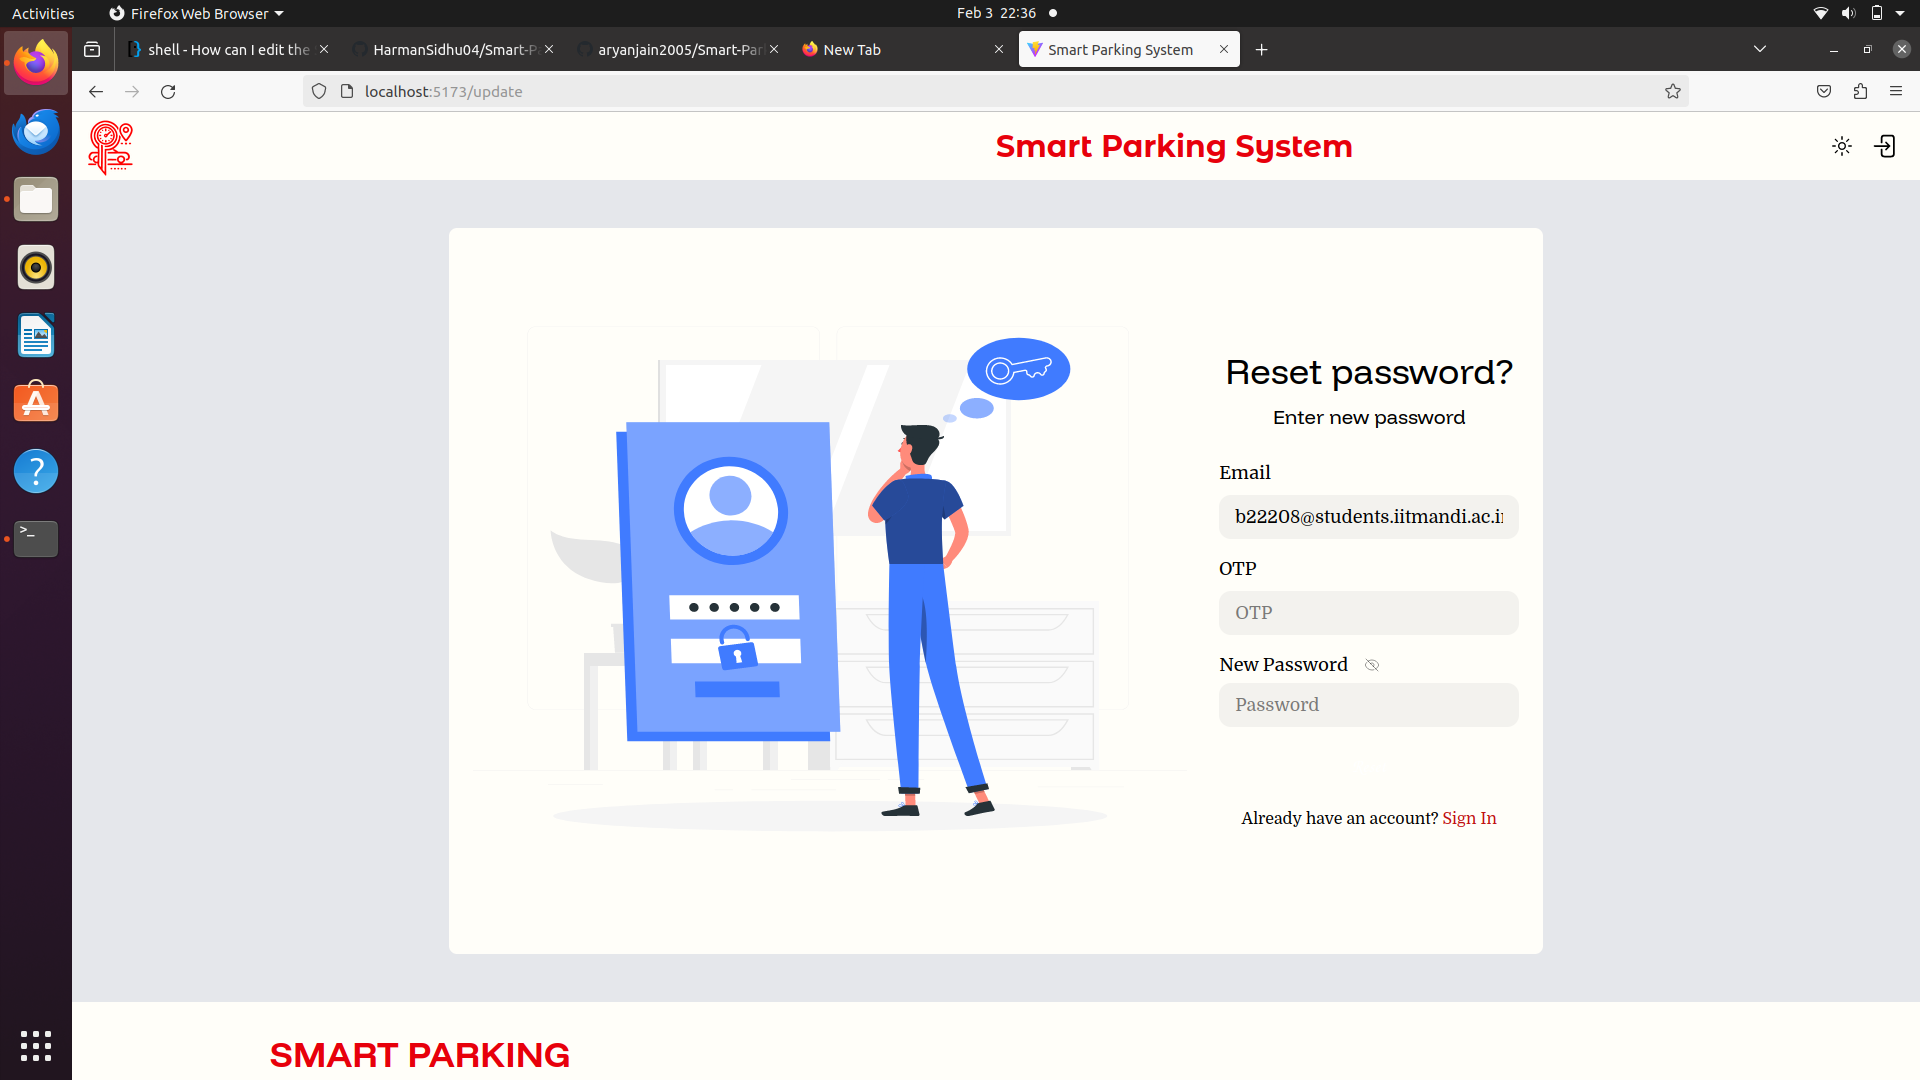 Activities
Firefox Web Browser
Feb 3 22:36
shell - How can I edit the
HarmanSidhu04/Smart-P
aryanjain2005/Smart-Par
New Tab
Smart Parking System
localhost:5173/update
Smart Parking System
Reset password?
Enter new password
Email
b22208@students.iitmandi.ac.i
OTP
OTP
New Password
Password
Already have an account? Sign In
SMART PARKING